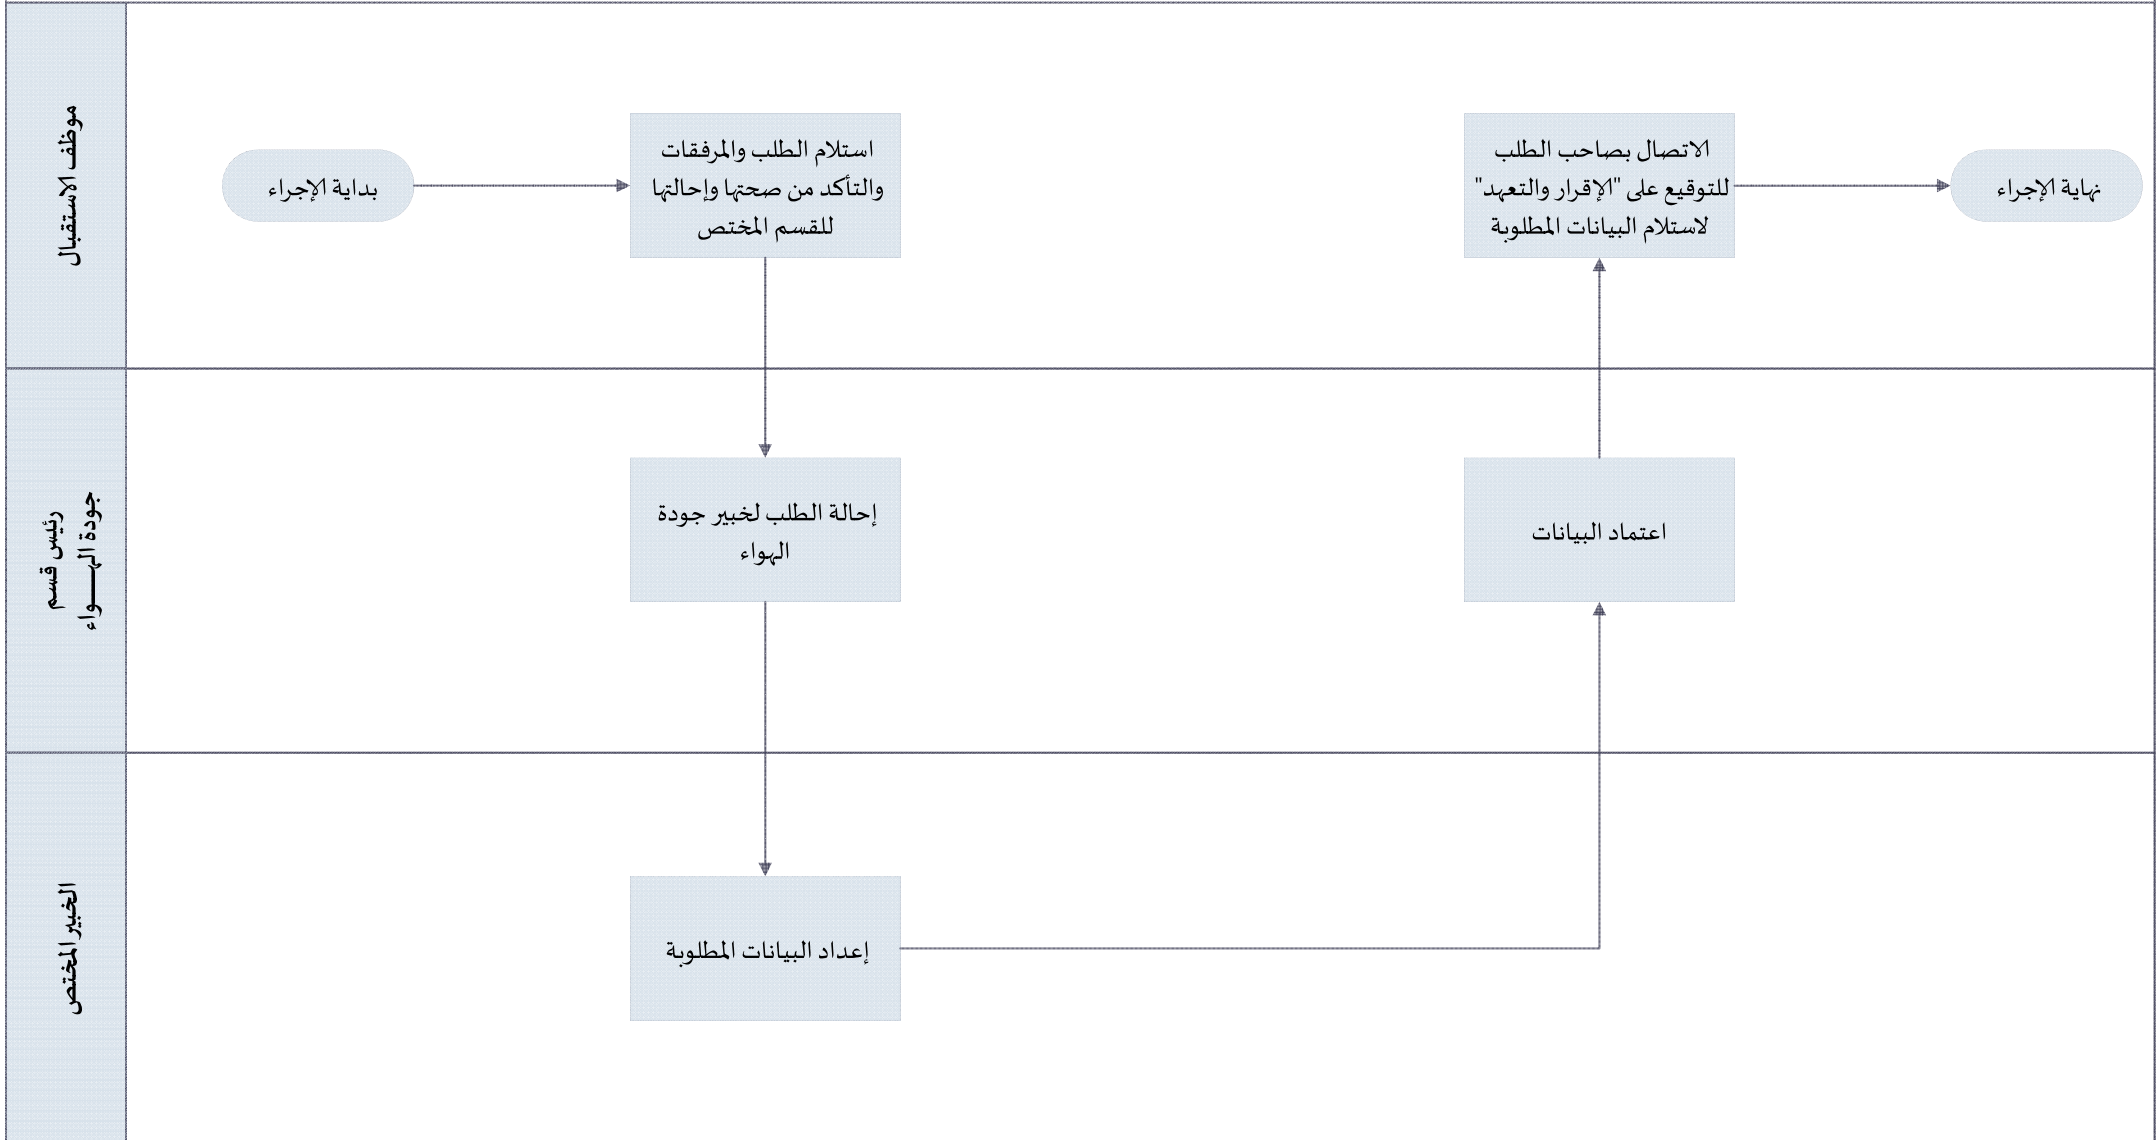 موظف الاستقبال
بداية الإجراء
استلام الطلب والمرفقات
والتأكد من صحتها وإحالتها
للقسم المختص
الاتصال بصاحب الطلب
للتوقيع على "الإقرار والتعهد"
لاستلام البيانات المطلوبة
نهاية الإجراء
رئيس قسم
جودة الهـــواء
إحالة الطلب لخبير جودة
الهواء
اعتماد البيانات
الخبير المختص
إعداد البيانات المطلوبة